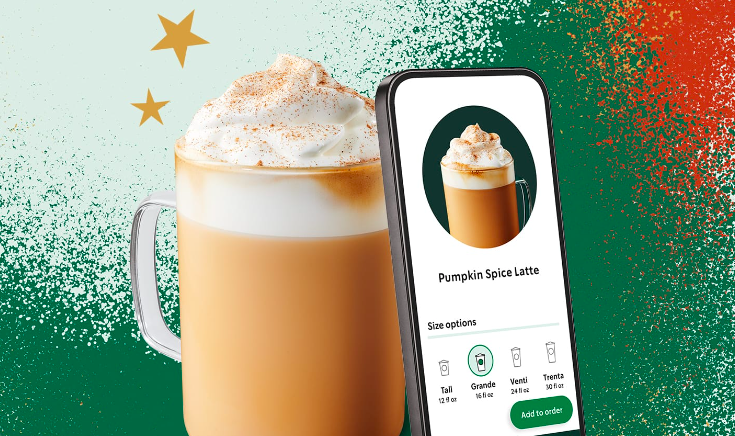 Pumpkin Spice Latte
Size options
Tall Grande Venti Trenta
12 fl oz 16 fl oz 24 fl oz 30 fl oz
Add to order